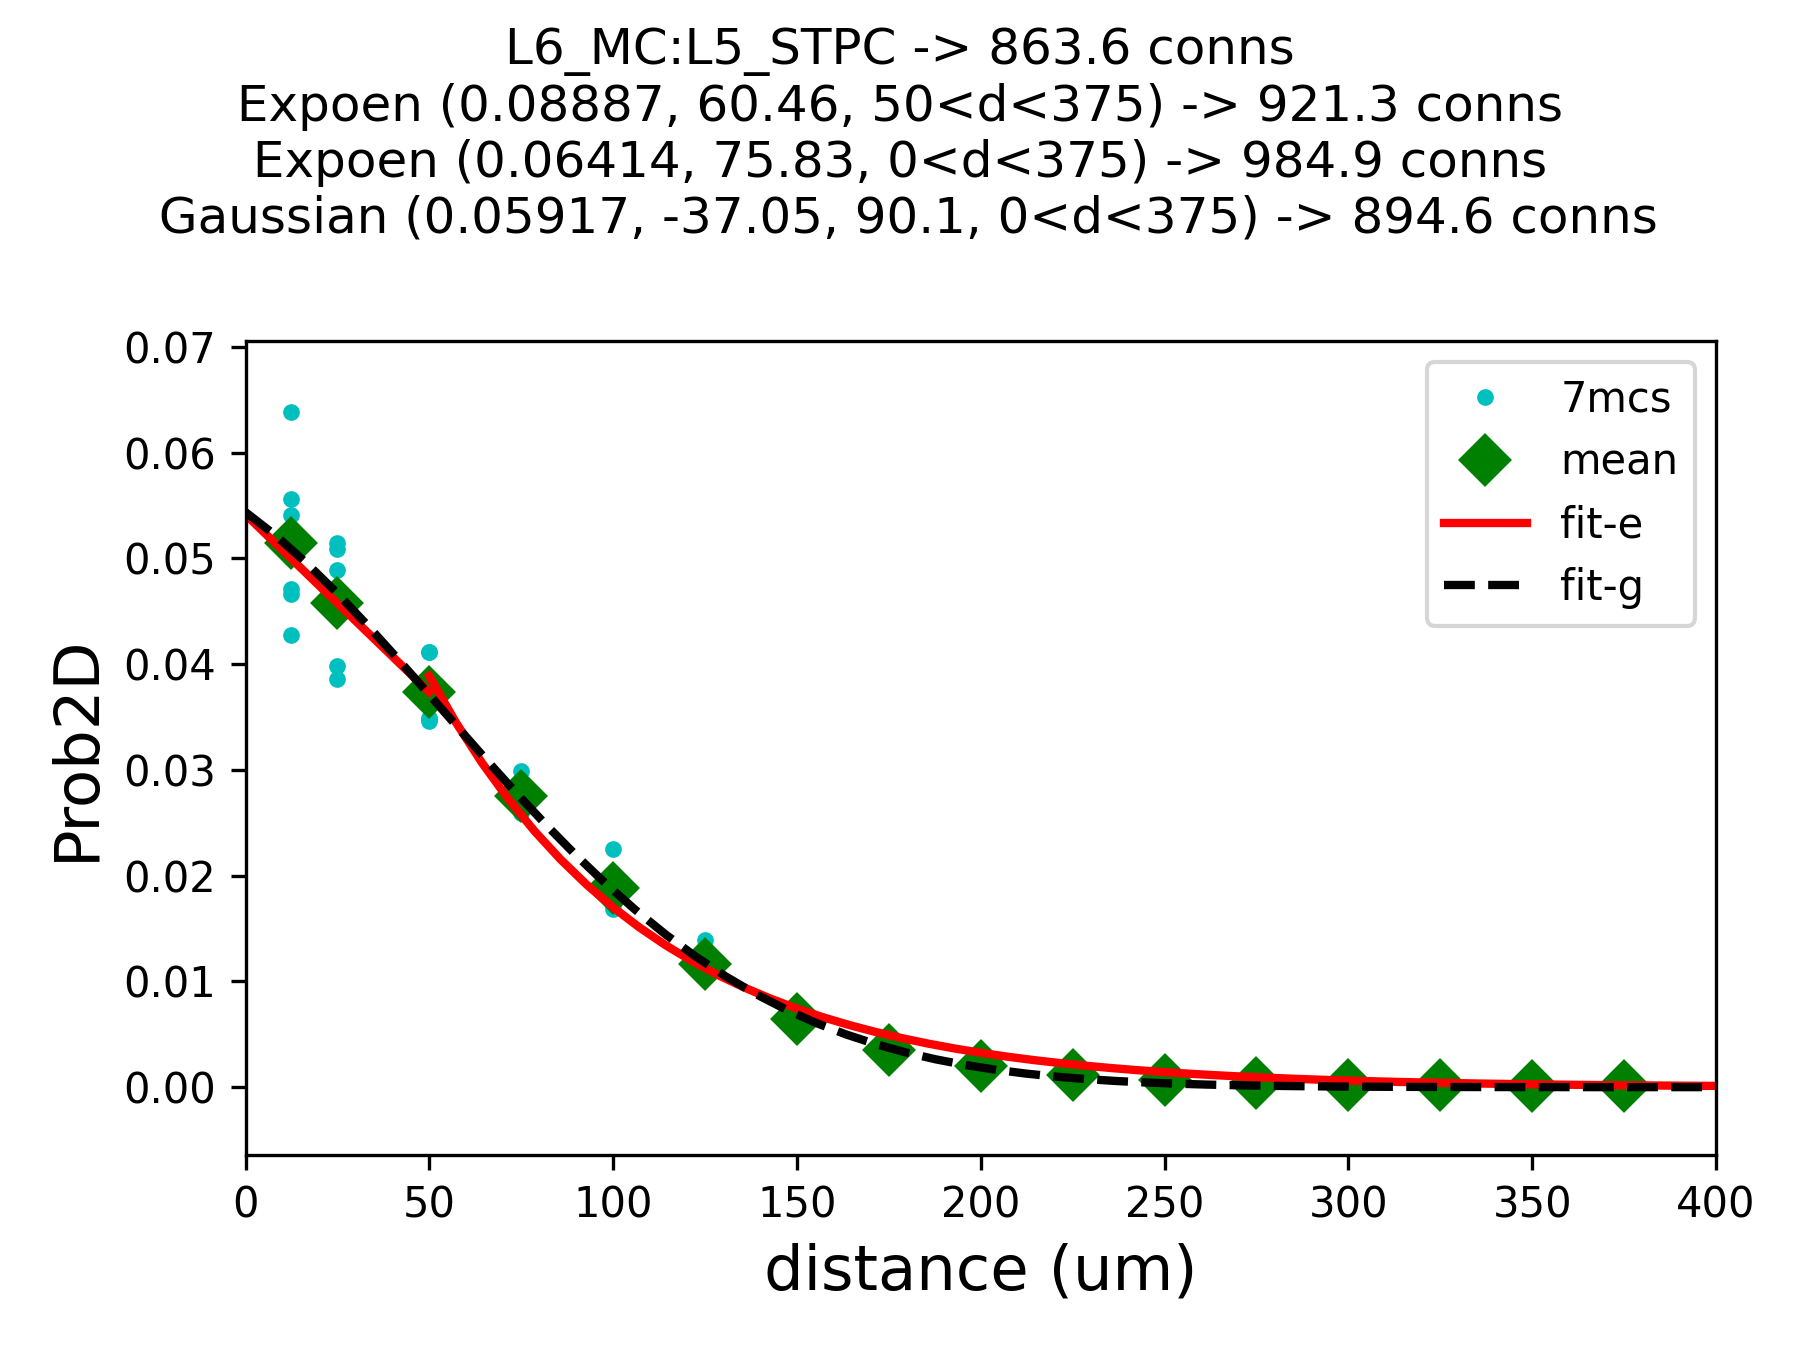 L6_MC:L5_STPC -> 863.6 conns
Expoen (0.08887, 60.46, 50<d<375) -> 921.3 conns
Expoen (0.06414, 75.83, 0<d<375) -> 984.9 conns
Gaussian (0.05917, -37.05, 90.1, 0<d<375) -> 894.6 conns
0.07
0.06
0.05
0.04
0.03
0.02
0.01
0.00
Prob2D
7mcs
mean
fit-e
fit-g
0 50 100 150 200 250 300 350 400
distance (um)